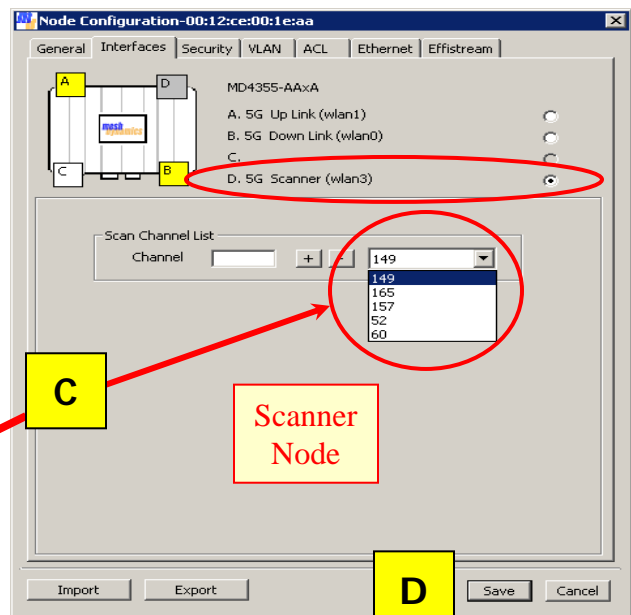 Node Configuration-00:12:ce:00:1e:aa
General Interfaces Security VLAN ACL Ethernet Effistream
A D
MD4355-AAxA
A. 5G Up Link (wlan1)
mesh dynamics
B. 5G Down Link (wlan0)
C.
C B
D. 5G Scanner (wlan3)
Scan Channel List
Channel + - 149
149
165
157
52
60
C
Scanner
Node
D
Import Export Save Cancel